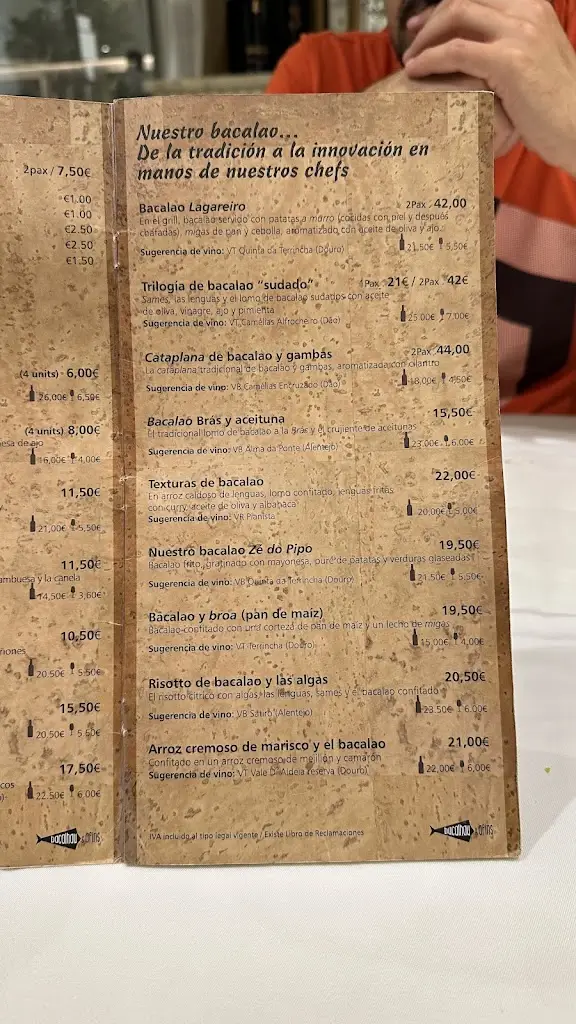 2pax / 7,50€
€1.00
€1.00
€2.50
€2.50
€1.50
(4 units) · 6,00€
26,00€ 6,50€
(4 units) 8,00€
esa de ajo
16,00€ 4,00€
11,50€
21,00€ 5,50€
11,50€
ambuesa y la canela
14,50€ 3,60€
10,50€
ñones
20,50€ 5,50€
15,50€
20,50€ 5,50€
17,50€
cos
22,50€ 6,00€
bacalhau & afins
Nuestro bacalao...
De la tradición a la innovación en
manos de nuestros chefs
Bacalao Lagareiro 2Pax . 42,00
En el grill, bacalao servido con patatas a murro (cocidas con piel y después
chafadas), migas de pan y cebolla, aromatizado con aceite de oliva y ajo
Sugerencia de vino: VT Quinta da Terrincha (Douro) 21,50€ 5,50€
Trilogía de bacalao "sudado" 1Pax. 21€ / 2Pax . 42€
Sames, las lenguas y el lomo de bacalao sudados con aceite
de oliva, vinagre, ajo y pimienta
Sugerencia de vino: VT Camélias Alfrocheiro (Dão) 25,00€ 7,00€
Cataplana de bacalao y gambas 2Pax. 44,00
La cataplana tradicional de bacalao y gambas, aromatizada con cilantro
Sugerencia de vino: VB Camélias Encruzado (Dão) 18,00€ 4,50€
Bacalao Brás y aceituna 15,50€
El tradicional lomo de bacalao a la Brás y el crujiente de aceitunas
Sugerencia de vino: VB Alma da Ponte (Alentejo) 23,00€ 6,00€
Texturas de bacalao 22,00€
En arroz caldoso de lenguas, lomo confitado, lenguas fritas
con curry, aceite de oliva y albahaca
Sugerencia de vino: VR Pianista 20,00€ 5,00€
Nuestro bacalao Zé do Pipo 19,50€
Bacalao frito, gratinado con mayonesa, puré de patatas y verduras glaseadas
Sugerencia de vino: VB Quinta da Terrincha (Douro) 21,50€ 5,50€
Bacalao y broa (pan de maiz) 19,50€
Bacalao confitado con una corteza de pan de maiz y un lecho de migas
Sugerencia de vino: VT Terrincha (Douro) 15,00€ 4,00€
Risotto de bacalao y las algas 20,50€
El risotto cítrico con algas, las lenguas, sames y el bacalao confitado
Sugerencia de vino: VB Sátiro (Alentejo) 23,50€ 6,00€
Arroz cremoso de marisco y el bacalao 21,00€
Confitado en un arroz cremoso de mejillón y camarón
Sugerencia de vino: VT Vale D' Aldeia reserva (Douro) 22,00€ 6,00€
IVA includo al tipo legal vigente / Existe Libro de Reclamaciones
bacalhau & afins